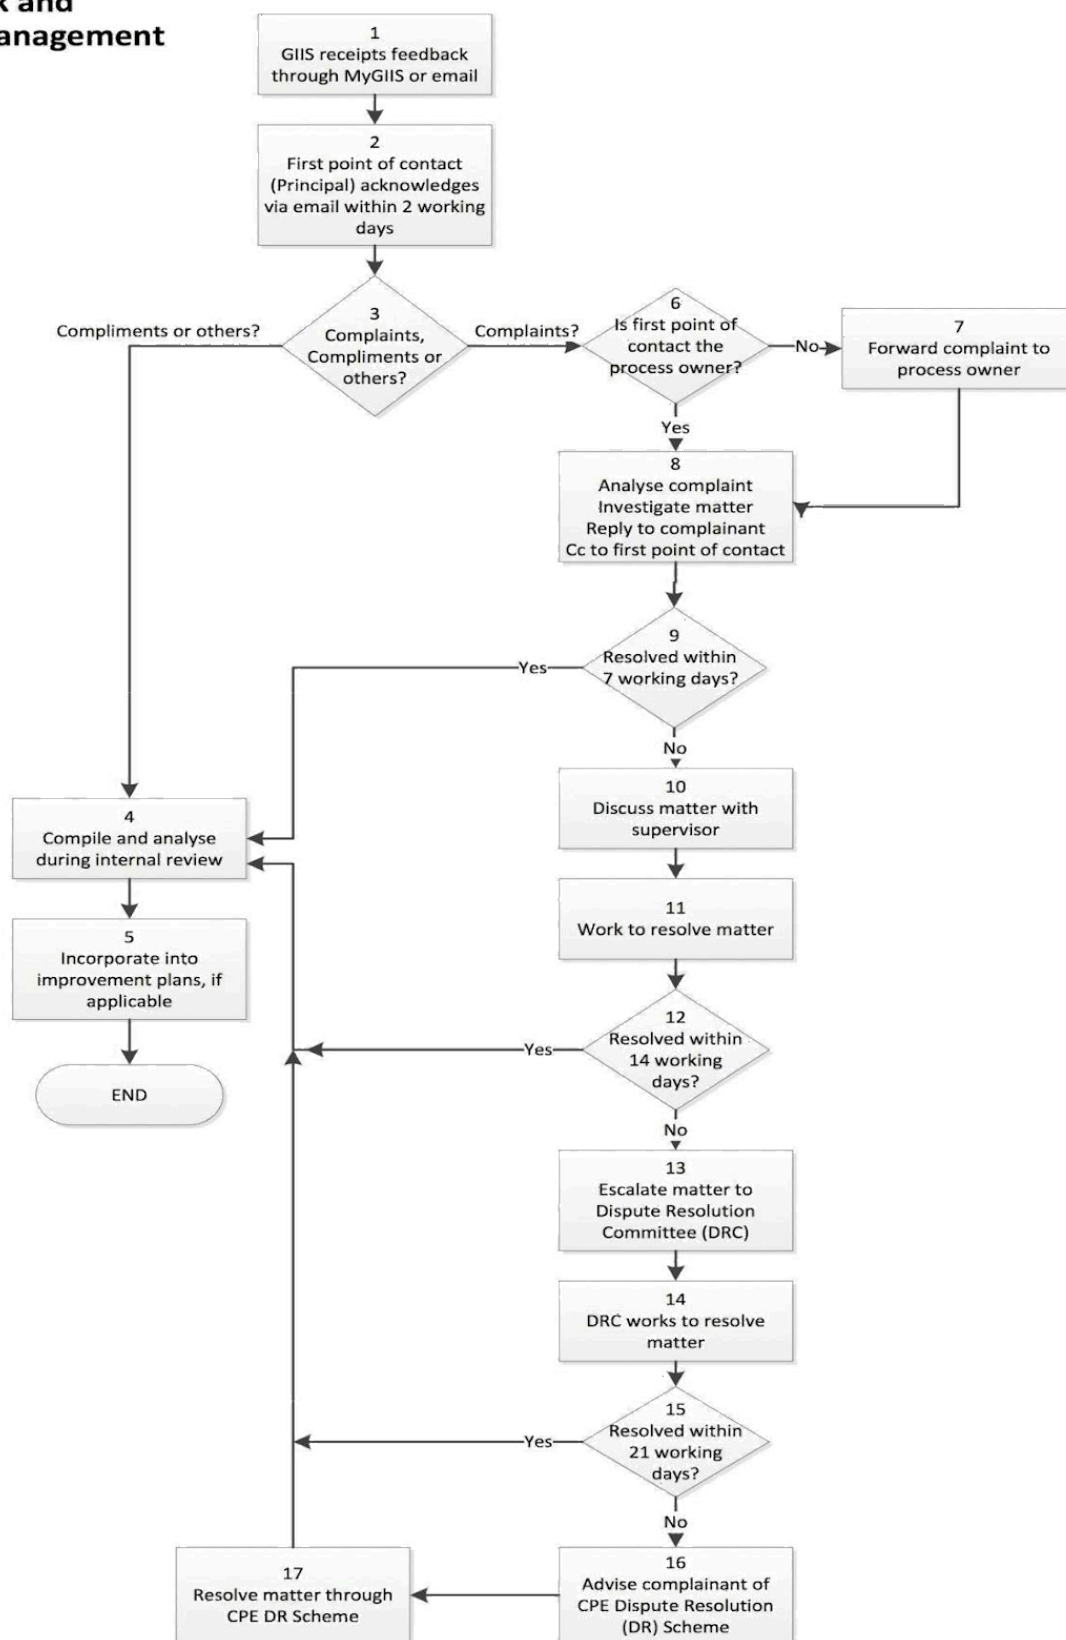 and
anagement
1
GIIS receipts feedback
through MyGIIS or email
2
First point of contact
(Principal) acknowledges
via email within 2 working
days
3
Complaints,
Compliments or
others?
Compliments or others?
Complaints?
6
Is first point of
contact the
process owner?
No
7
Forward complaint to
process owner
Yes
8
Analyse complaint
Investigate matter
Reply to complainant
Cc to first point of contact
9
Resolved within
7 working days?
Yes
No
10
Discuss matter with
supervisor
4
Compile and analyse
during internal review
11
Work to resolve matter
5
Incorporate into
improvement plans, if
applicable
12
Resolved within
14 working
days?
Yes
END
No
13
Escalate matter to
Dispute Resolution
Committee (DRC)
14
DRC works to resolve
matter
15
Resolved within
21 working
days?
Yes
No
16
Advise complainant of
CPE Dispute Resolution
(DR) Scheme
17
Resolve matter through
CPE DR Scheme